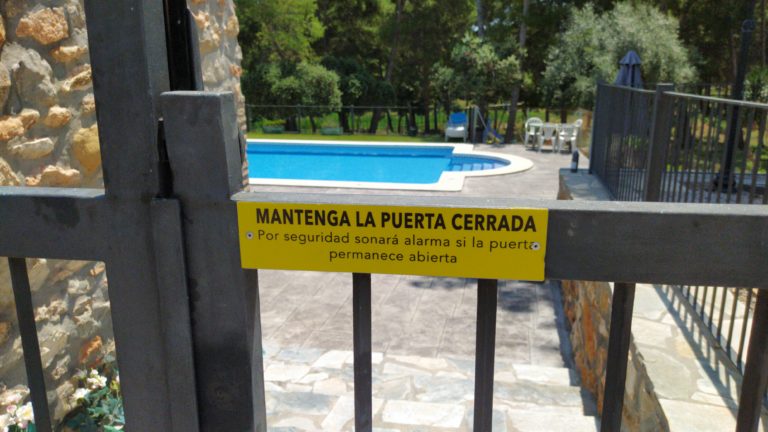 MANTENGA LA PUERTA CERRADA
Por seguridad sonará alarma si la puerta
permanece abierta